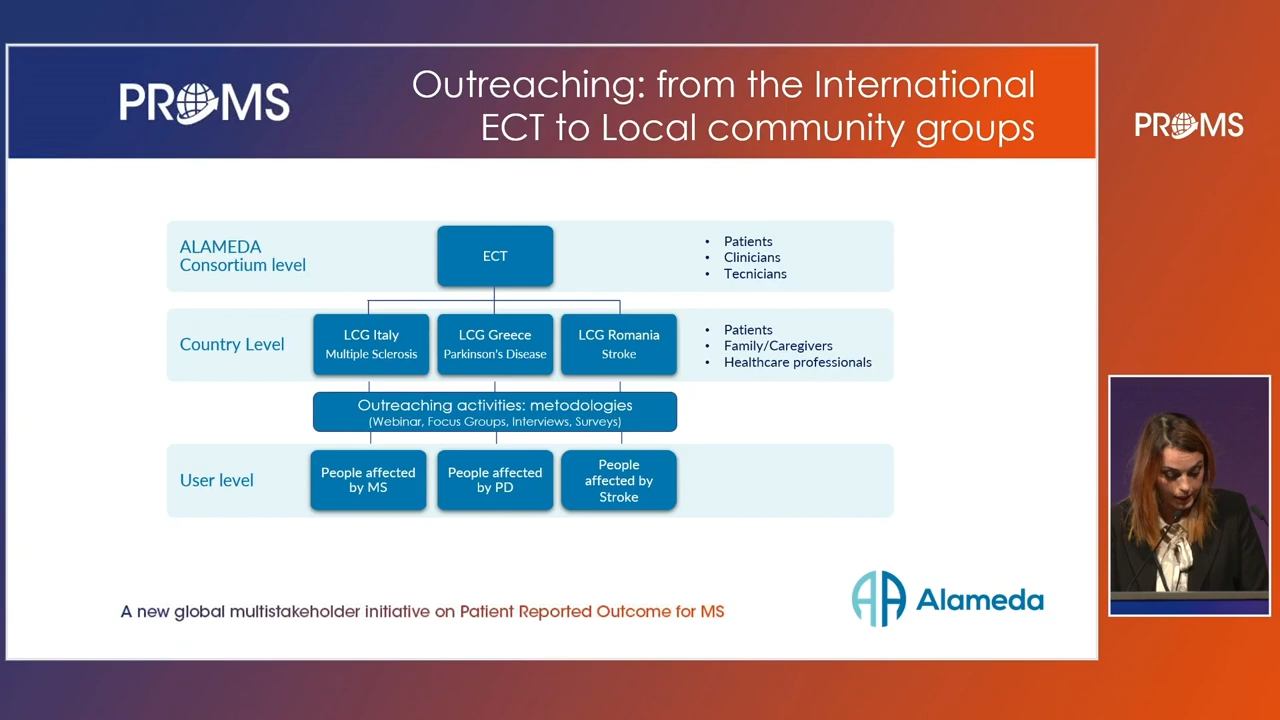 PROMS
Outreaching: from the International
ECT to Local community groups
PROMS
ALAMEDA
Consortium level
ECT
• Patients
• Clinicians
• Tecnicians
Country Level
LCG Italy
Multiple Sclerosis
LCG Greece
Parkinson's Disease
LCG Romania
Stroke
• Patients
• Family/Caregivers
• Healthcare professionals
Outreaching activities: metodologies
(Webinar, Focus Groups, Interviews, Surveys)
User level
People affected
by MS
People affected
by PD
People
affected by
Stroke
A new global multistakeholder initiative on Patient Reported Outcome for MS
Alameda